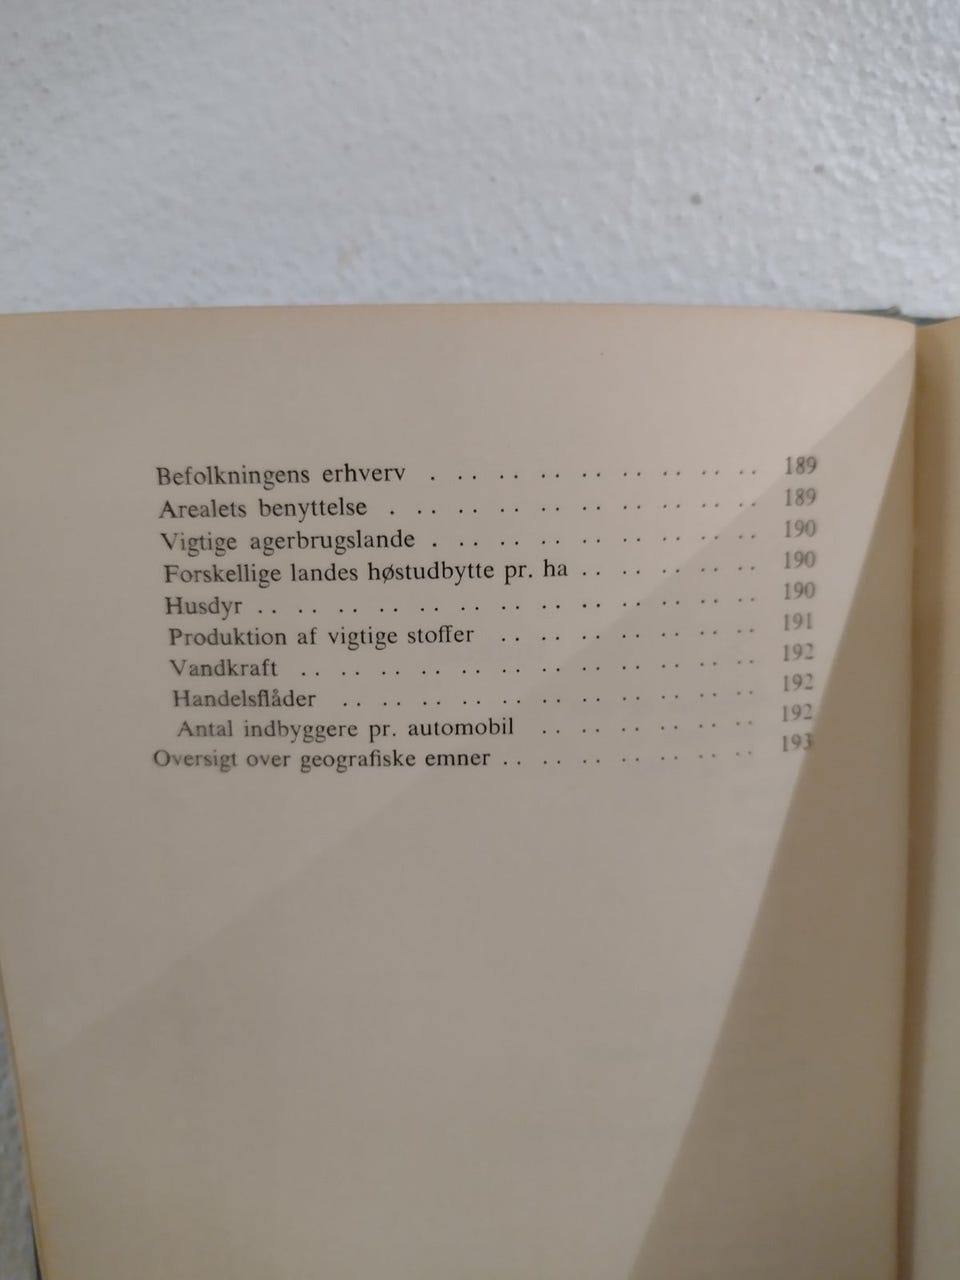 Befolkningens erhverv . .. .. .. .. .. .. .. .. 189
Arealets benyttelse . .. .. .. .. .. .. .. .. .. 189
Vigtige agerbrugslande . .. .. .. .. .. .. .. .. 190
Forskellige landes høstudbytte pr. ha .. .. .. .. .. 190
Husdyr .. .. .. .. .. .. .. .. .. .. .. .. .. 190
Produktion af vigtige stoffer .. .. .. .. .. .. .. 191
Vandkraft .. .. .. .. .. .. .. .. .. .. .. .. 192
Handelsflåder .. .. .. .. .. .. .. .. .. .. .. 192
Antal indbyggere pr. automobil .. .. .. .. .. .. 192
Oversigt over geografiske emner .. .. .. .. .. .. .. 193